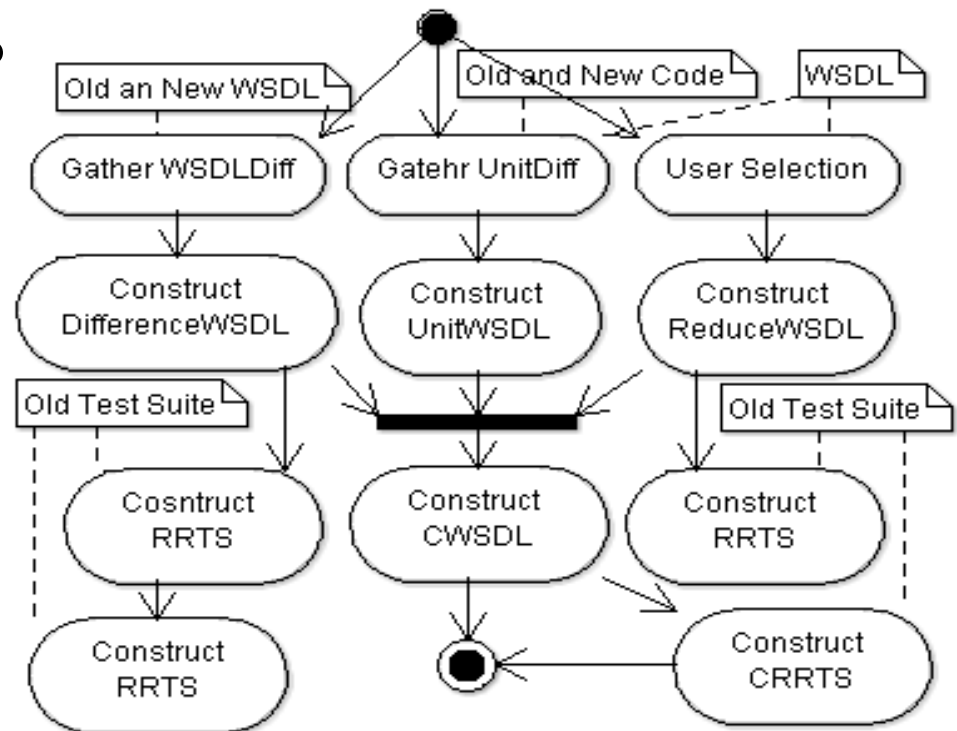 Old an New WSDL
Old and New Code
WSDL
Gather WSDLDiff
Gatehr UnitDiff
User Selection
Construct
DifferenceWSDL
Construct
UnitWSDL
Construct
ReduceWSDL
Old Test Suite
Old Test Suite
Cosntruct
RRTS
Construct
CWSDL
Construct
RRTS
Construct
RRTS
Construct
CRRTS